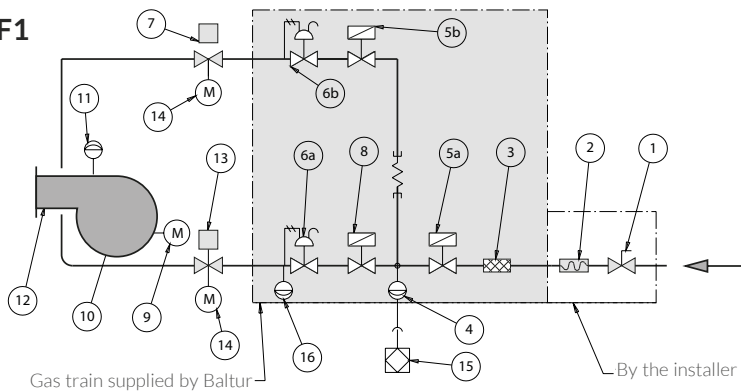 F1
7
5b
6b
14
M
11
13
6a
8
5a
3
2
1
M
12
10
9
M
14
16
4
15
Gas train supplied by Baltur
By the installer